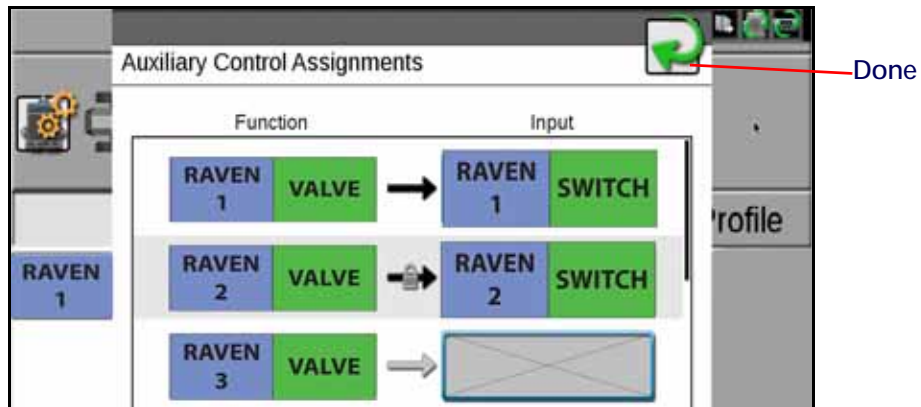 Auxiliary Control Assignments
Done
Function Input
RAVEN 1 VALVE RAVEN 1 SWITCH
RAVEN 2 VALVE RAVEN 2 SWITCH
RAVEN 3 VALVE
RAVEN 1
rofile